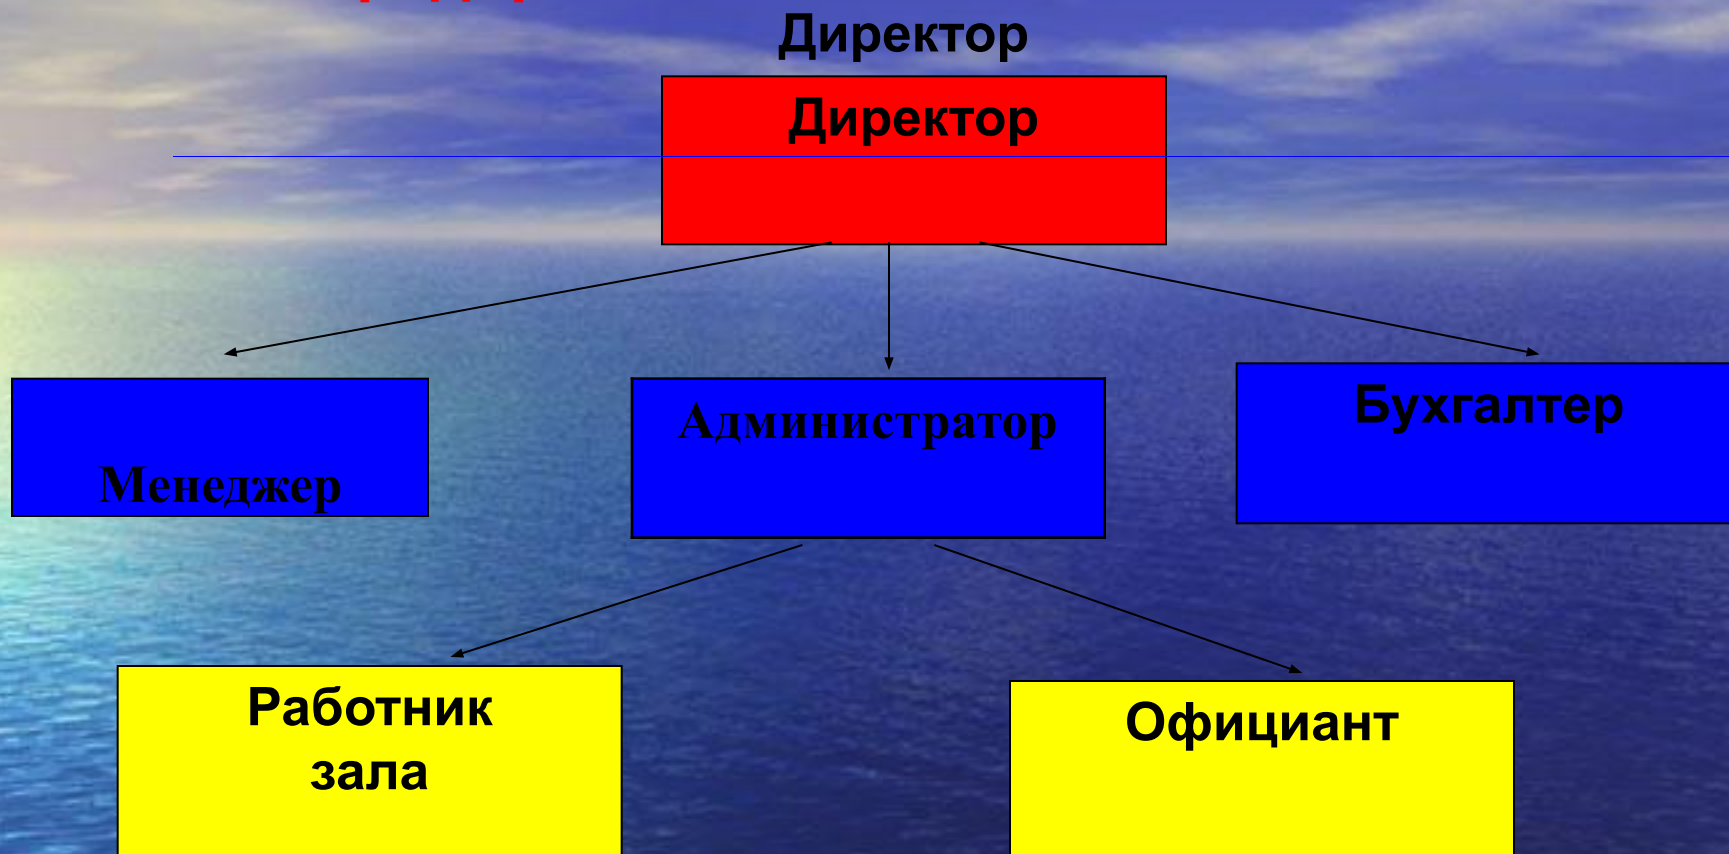 Директор
Директор
Менеджер
Администратор
Бухгалтер
Работник
зала
Официант